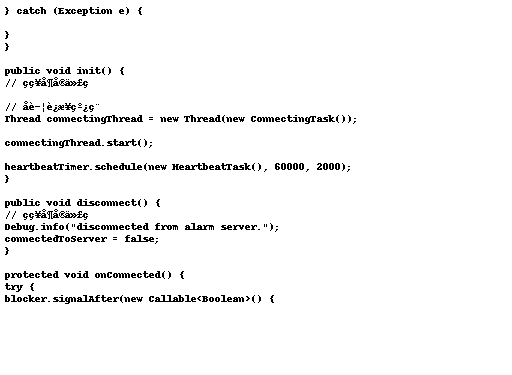 } catch (Exception e) {
}
}
public void init() {
//
//
Thread connectingThread = new Thread(new ConnectingTask());
connectingThread.start();
heartbeatTimer.schedule(new HeartbeatTask(), 60000, 2000);
}
public void disconnect() {
//
Debug.info("disconnected from alarm server.");
connectedToServer = false;
}
protected void onConnected() {
try {
blocker.signalAfter(new Callable<Boolean>() {